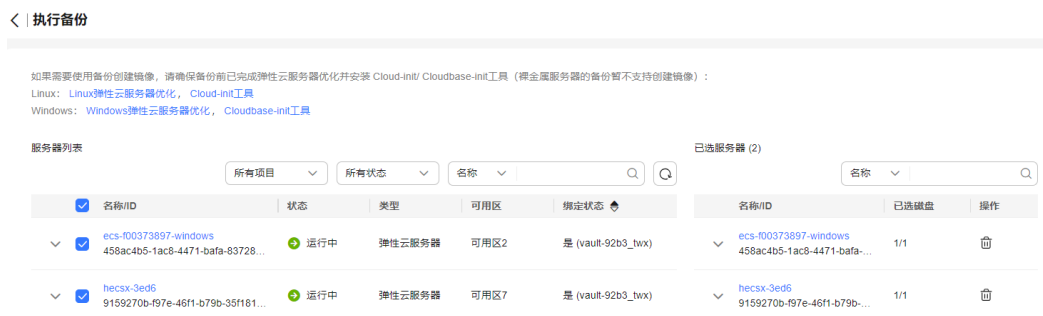 执行备份
如果需要使用备份创建镜像，请确保备份前已完成弹性云服务器优化并安装 Cloud-init/ Cloudbase-init工具（裸金属服务器的备份暂不支持创建镜像）：
Linux： Linux弹性云服务器优化， Cloud-init工具
Windows： Windows弹性云服务器优化， Cloudbase-init工具
服务器列表
所有项目 所有状态 名称
名称/ID 状态 类型 可用区 绑定状态
ecs-f00373897-windows
458ac4b5-1ac8-4471-bafa-83728... 运行中 弹性云服务器 可用区2 是 (vault-92b3_twx)
hecsx-3ed6
9159270b-f97e-46f1-b79b-35f181... 运行中 弹性云服务器 可用区7 是 (vault-92b3_twx)
已选服务器 (2)
名称
名称/ID 已选磁盘 操作
ecs-f00373897-windows
458ac4b5-1ac8-4471-bafa-... 1/1
hecsx-3ed6
9159270b-f97e-46f1-b79b-... 1/1